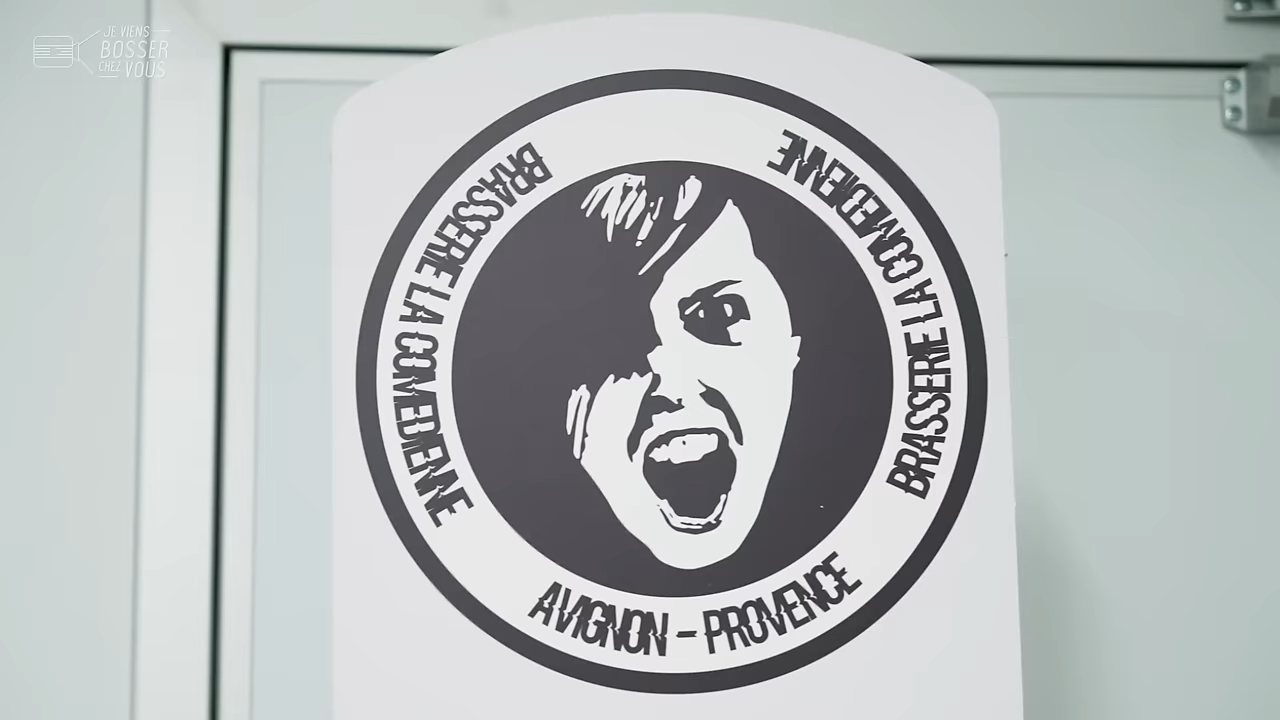 JE VIENS
BOSSER
CHEZ VOUS
BRASSERIE LA COMEDIENNE
BRASSERIE LA COMEDIENNE
AVIGNON - PROVENCE